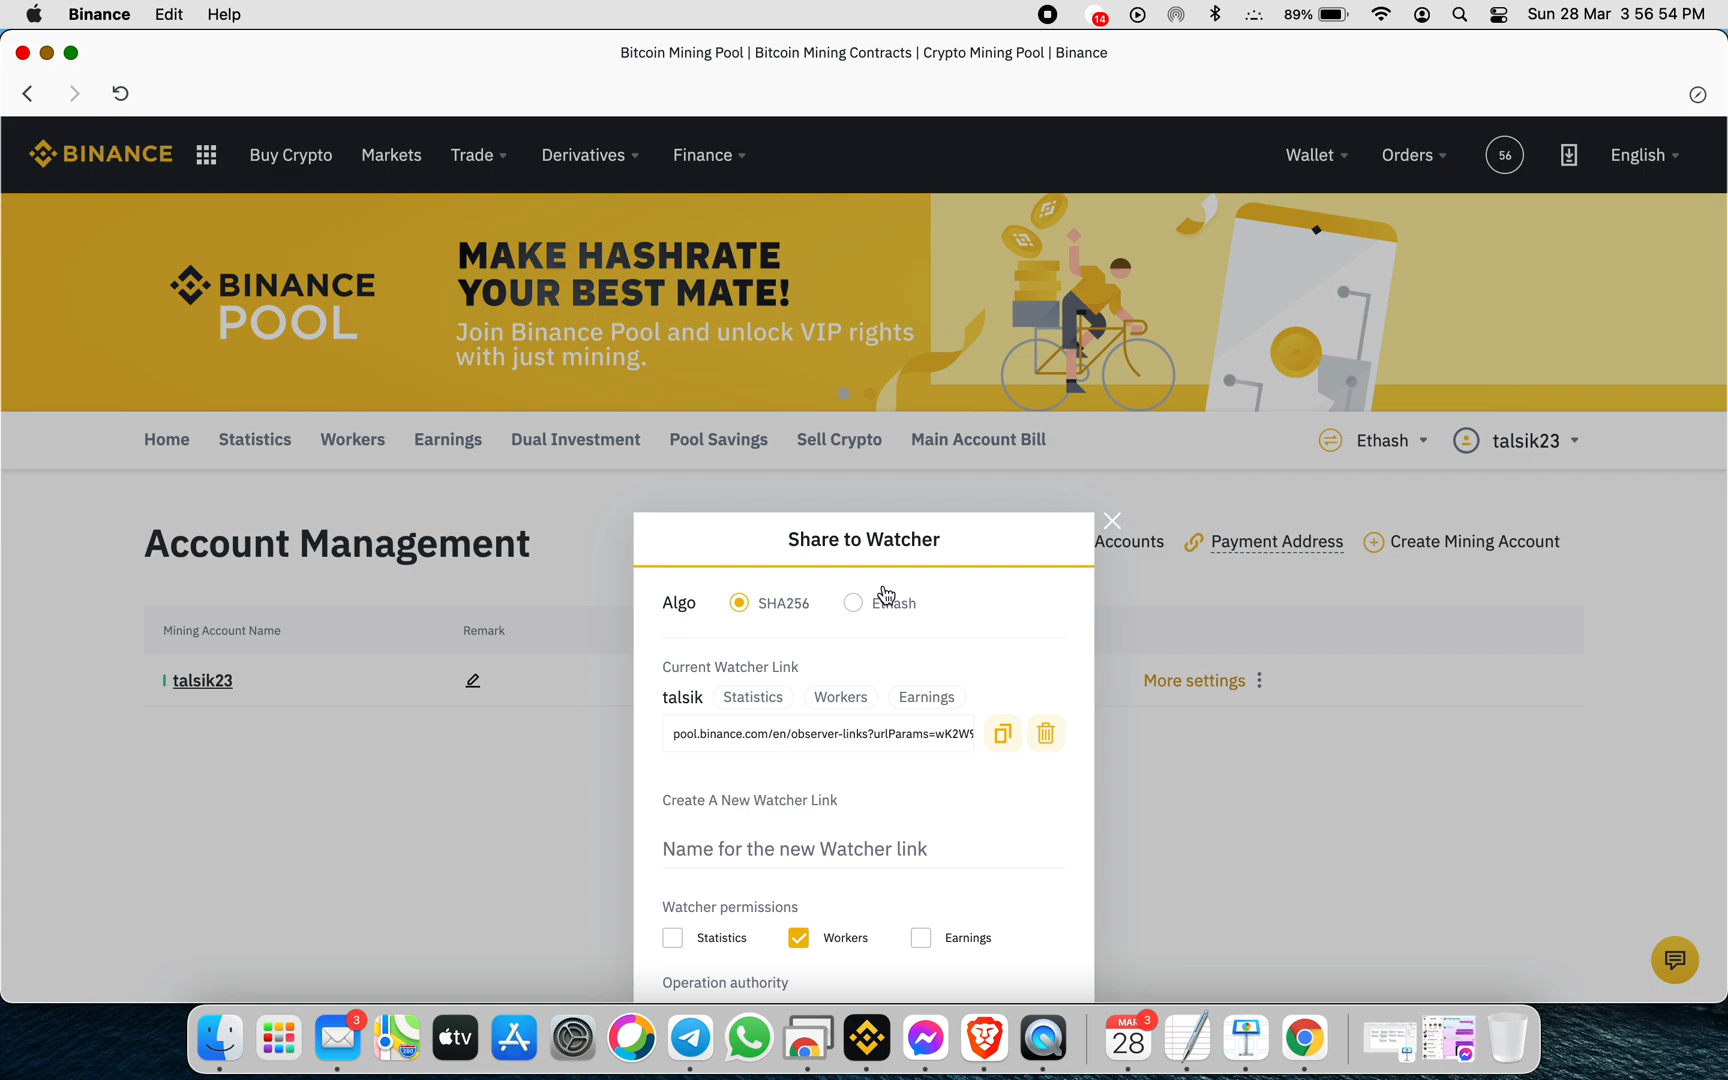 Binance Edit Help 14 89% Sun 28 Mar 3 56 54 PM
Bitcoin Mining Pool | Bitcoin Mining Contracts | Crypto Mining Pool | Binance
BINANCE Buy Crypto Markets Trade Derivatives Finance Wallet Orders 56 English
BINANCE
POOL
MAKE HASHRATE
YOUR BEST MATE!
Join Binance Pool and unlock VIP rights
with just mining.
Home Statistics Workers Earnings Dual Investment Pool Savings Sell Crypto Main Account Bill Ethash talsik23
Account Management
Accounts Payment Address Create Mining Account
Mining Account Name Remark
talsik23 More settings
Share to Watcher
Algo SHA256 Ethash
Current Watcher Link
talsik Statistics Workers Earnings
pool.binance.com/en/observer-links?urlParams=wK2W9
Create A New Watcher Link
Name for the new Watcher link
Watcher permissions
Statistics Workers Earnings
Operation authority
3 280 tv MAR 3 28